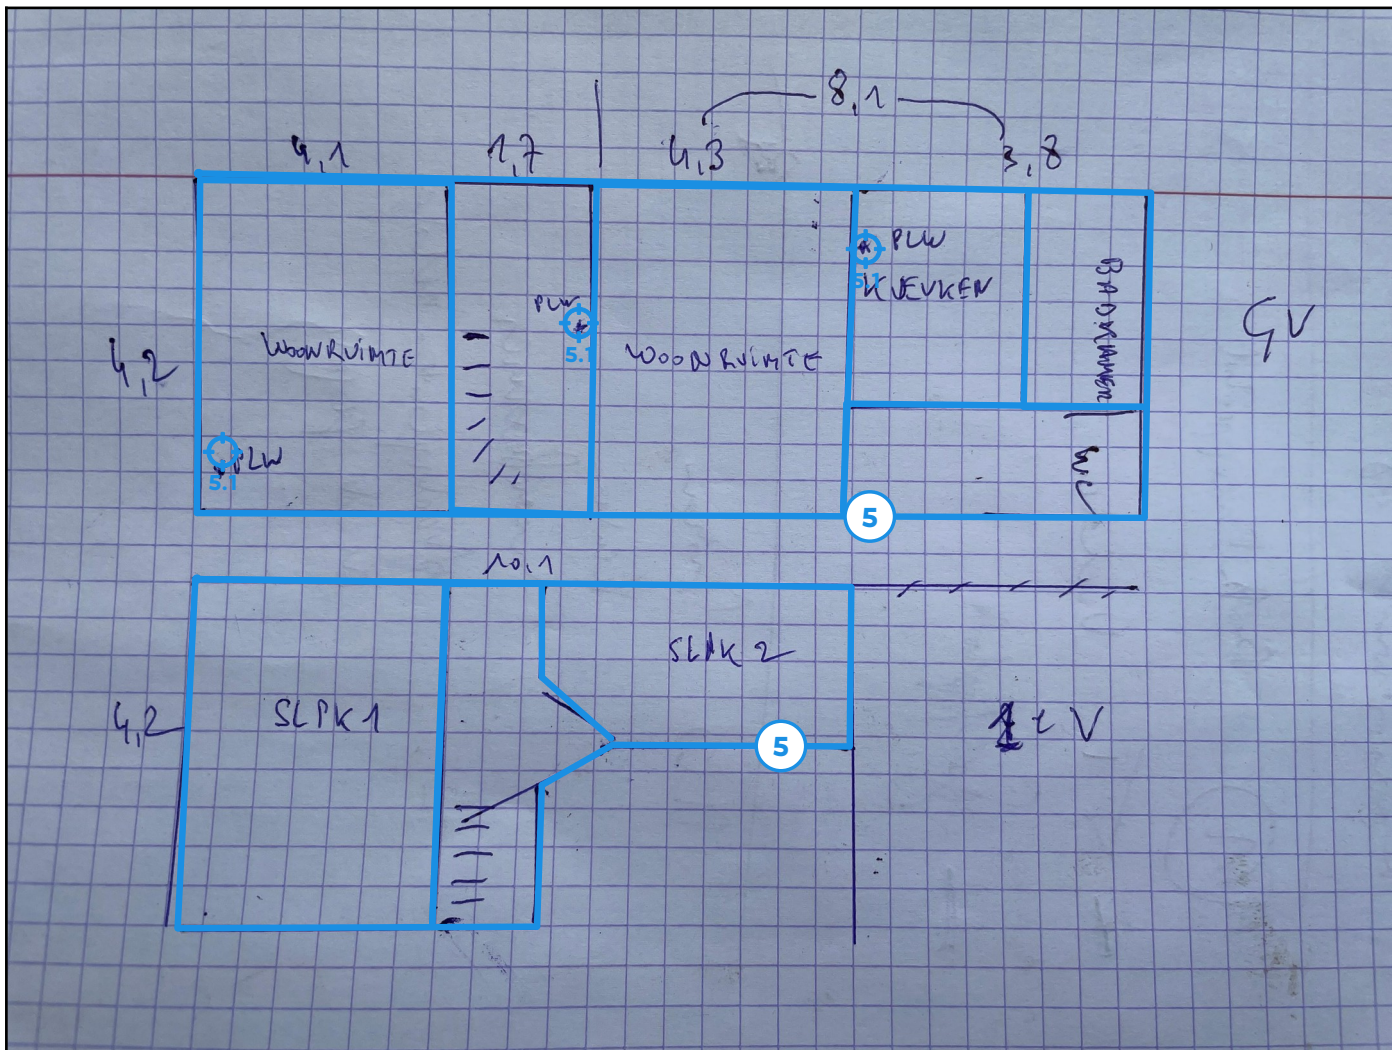 8,1
4,1 1,7 4,3 3,8
PLW
5.1
KUEUKEN
BADKAMER
PLW
5.1
GV
4,2
WOONRUIMTE
WOONRUIMTE
PLW
5.1
WC
5
10,1
SLPK 2
4,2
SLPK 1
5
1e V